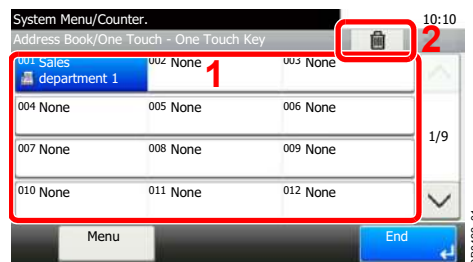 System Menu/Counter. 10:10
Address Book/One Touch - One Touch Key 2
001 Sales department 1 002 None 1 003 None
004 None 005 None 006 None
1/9
007 None 008 None 009 None
010 None 011 None 012 None
Menu End